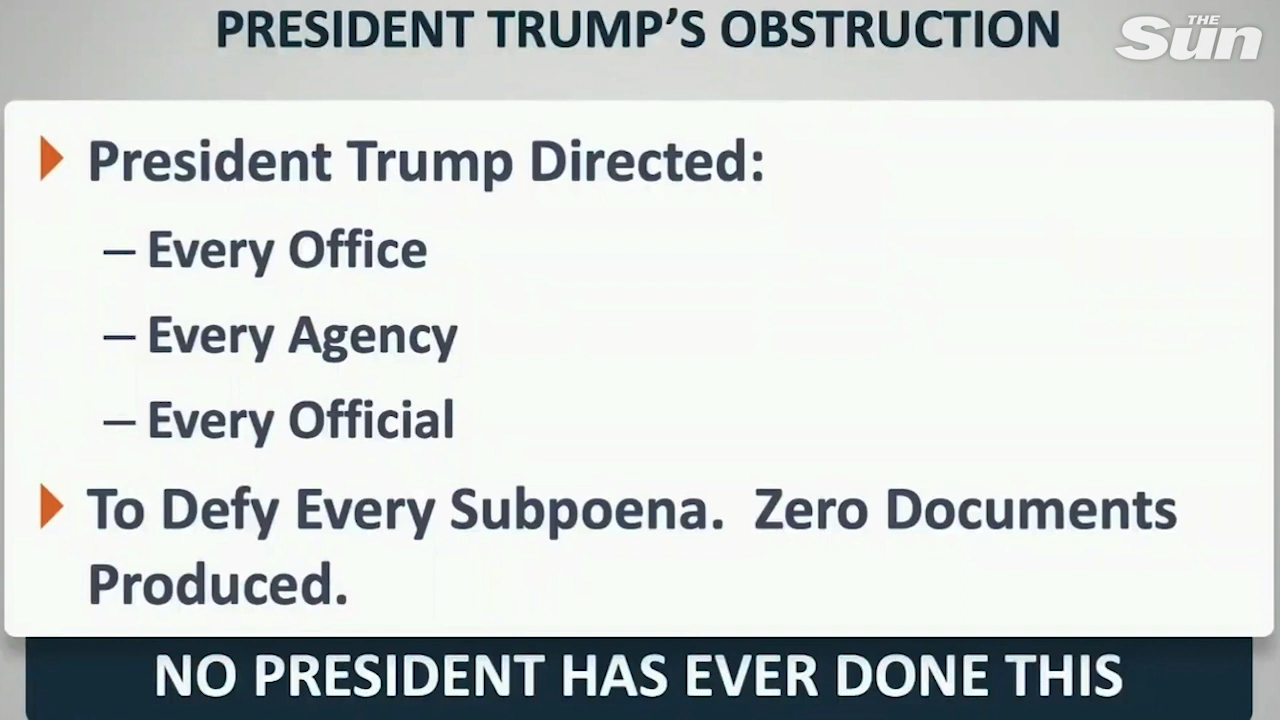 PRESIDENT TRUMP'S OBSTRUCTION
THE
Sun
President Trump Directed:
– Every Office
– Every Agency
– Every Official
To Defy Every Subpoena.  Zero Documents
Produced.
NO PRESIDENT HAS EVER DONE THIS